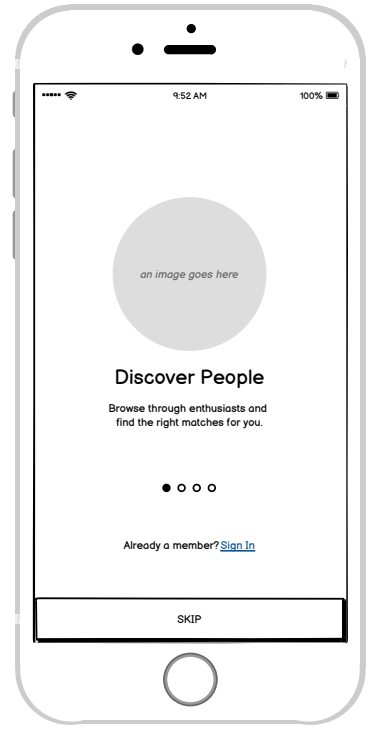 9:52 AM 100%
an image goes here
Discover People
Browse through enthusiasts and
find the right matches for you.
Already a member? Sign In
SKIP